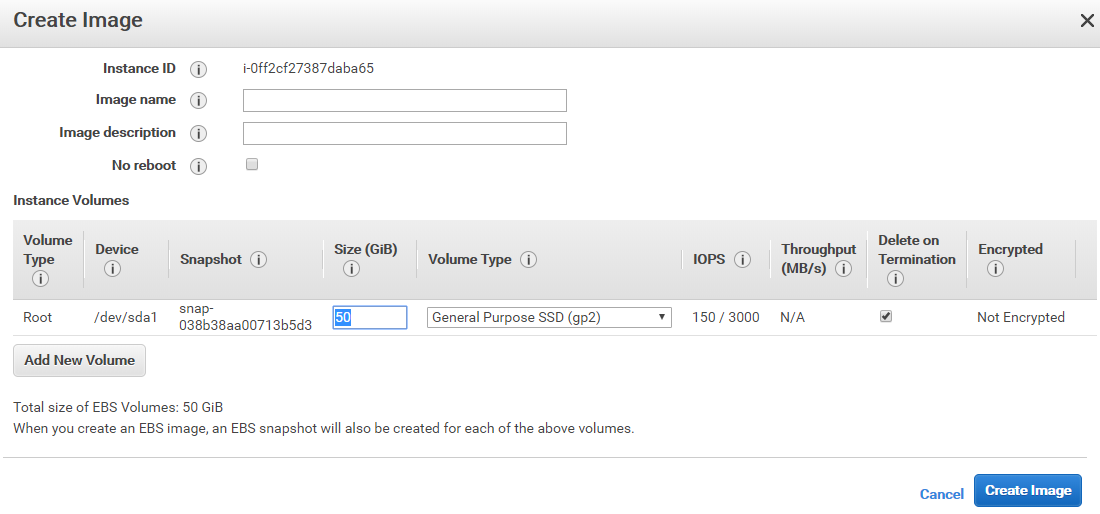 Create Image
Instance ID i-0ff2cf27387daba65
Image name
Image description
No reboot
Instance Volumes
Volume Type Device Snapshot Size (GiB) Volume Type IOPS Throughput (MB/s) Delete on Termination Encrypted
Root /dev/sda1 snap-038b38aa00713b5d3 50 General Purpose SSD (gp2) 150 / 3000 N/A Not Encrypted
Add New Volume
Total size of EBS Volumes: 50 GiB
When you create an EBS image, an EBS snapshot will also be created for each of the above volumes.
Cancel Create Image